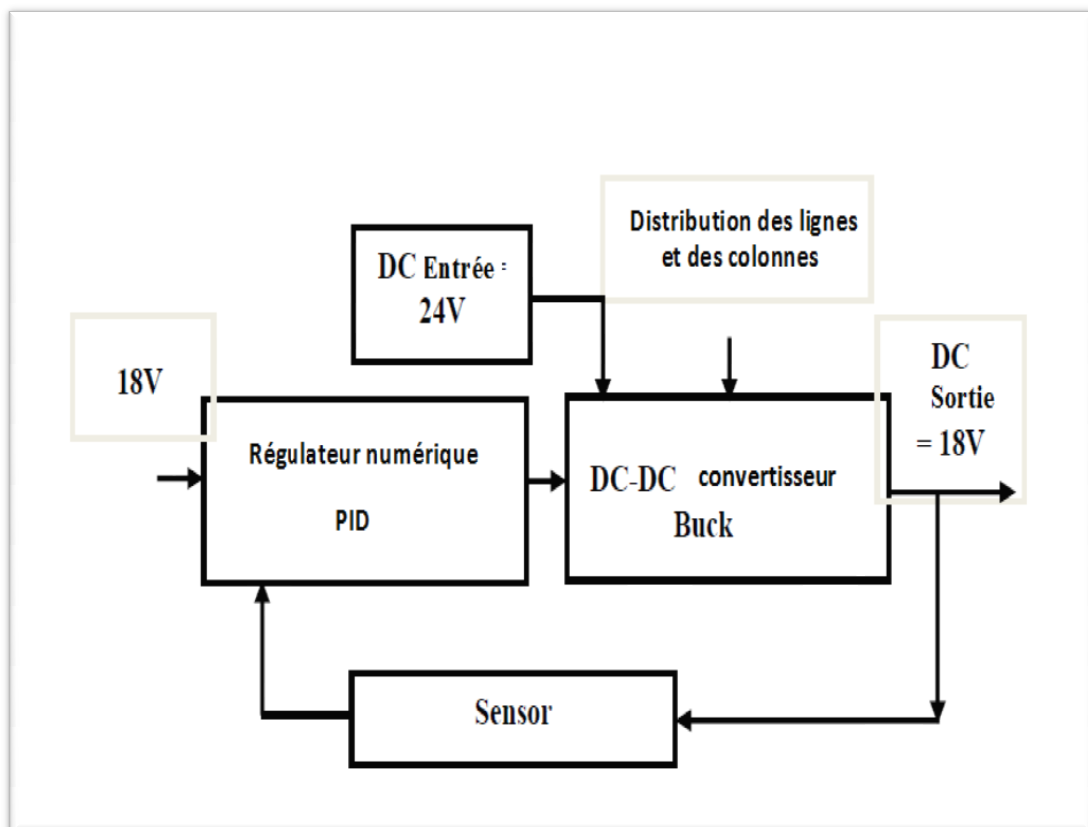 Distribution des lignes
et des colonnes
DC Entrée =
24V
18V
DC
Sortie
= 18V
Régulateur numérique
PID
DC-DC convertisseur
Buck
Sensor